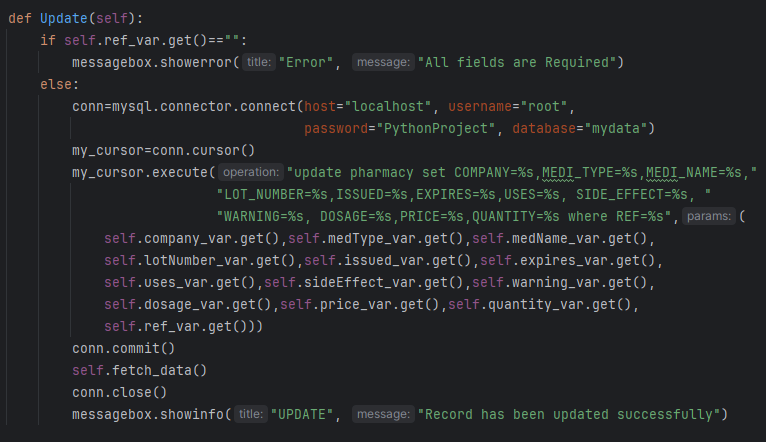 def Update(self):
    if self.ref_var.get()=="":
        messagebox.showerror( title: "Error", message: "All fields are Required")
    else:
        conn=mysql.connector.connect(host="localhost", username="root",
                                     password="PythonProject", database="mydata")
        my_cursor=conn.cursor()
        my_cursor.execute( operation: "update pharmacy set COMPANY=%s,MEDI_TYPE=%s,MEDI_NAME=%s,"
                          "LOT_NUMBER=%s,ISSUED=%s,EXPIRES=%s,USES=%s, SIDE_EFFECT=%s, "
                          "WARNING=%s, DOSAGE=%s,PRICE=%s,QUANTITY=%s where REF=%s", params: (
            self.company_var.get(),self.medType_var.get(),self.medName_var.get(),
            self.lotNumber_var.get(),self.issued_var.get(),self.expires_var.get(),
            self.uses_var.get(),self.sideEffect_var.get(),self.warning_var.get(),
            self.dosage_var.get(),self.price_var.get(),self.quantity_var.get(),
            self.ref_var.get()))
        conn.commit()
        self.fetch_data()
        conn.close()
        messagebox.showinfo( title: "UPDATE", message: "Record has been updated successfully")